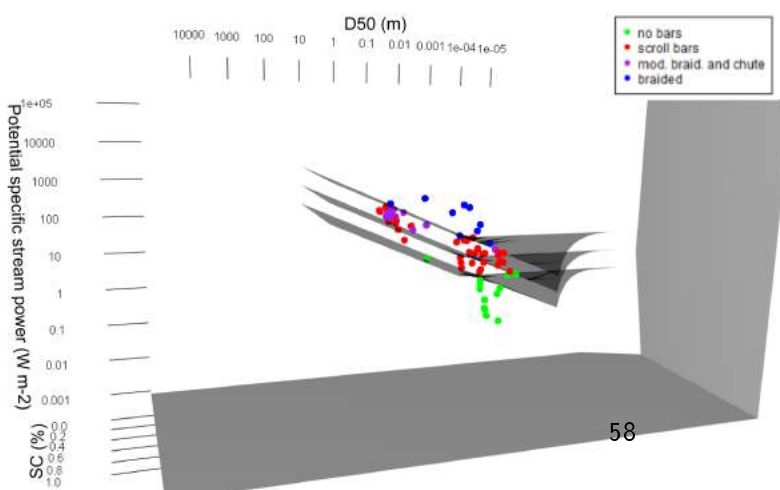 D50 (m)
10000 1000 100 10 1 0.1 0.01 0.001 1e-04 1e-05
no bars
scroll bars
mod. braid. and chute
braided
Potential specific stream power (W m-2)
1e+05
10000
1000
100
10
1
0.1
0.01
0.001
SC (%)
0.0
0.2
0.4
0.6
0.8
1.0
58